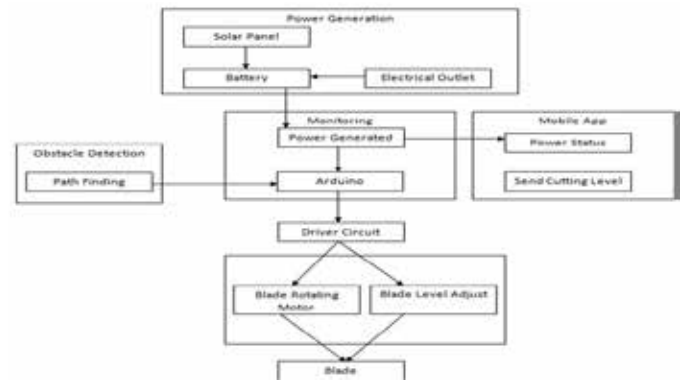 Power Generation
Solar Panel
Battery
Electrical Outlet
Monitoring
Mobile App
Power Generated
Power Status
Obstacle Detection
Path Finding
Arduino
Send Cutting Level
Driver Circuit
Blade Rotating
Motor
Blade Level Adjust
Blade